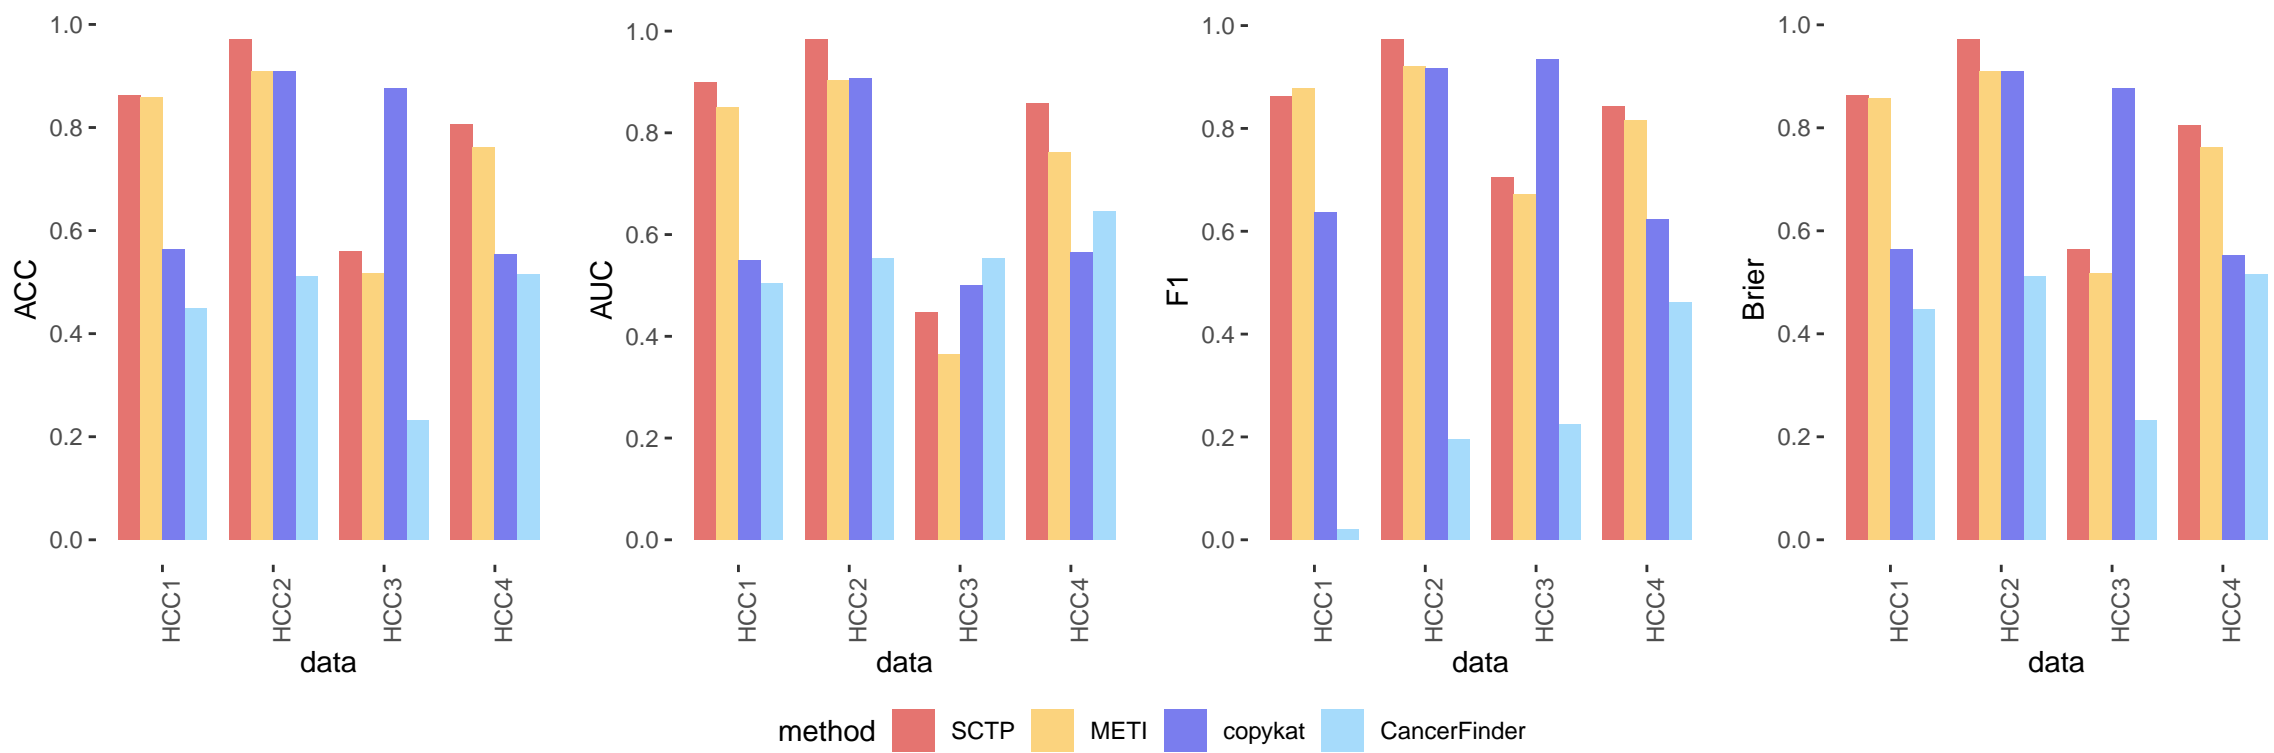 ACC
1.0
0.8
0.6
0.4
0.2
0.0
HCC1
HCC2
HCC3
HCC4
data
AUC
1.0
0.8
0.6
0.4
0.2
0.0
HCC1
HCC2
HCC3
HCC4
data
F1
1.0
0.8
0.6
0.4
0.2
0.0
HCC1
HCC2
HCC3
HCC4
data
Brier
1.0
0.8
0.6
0.4
0.2
0.0
HCC1
HCC2
HCC3
HCC4
data
method SCTP METI copykat CancerFinder